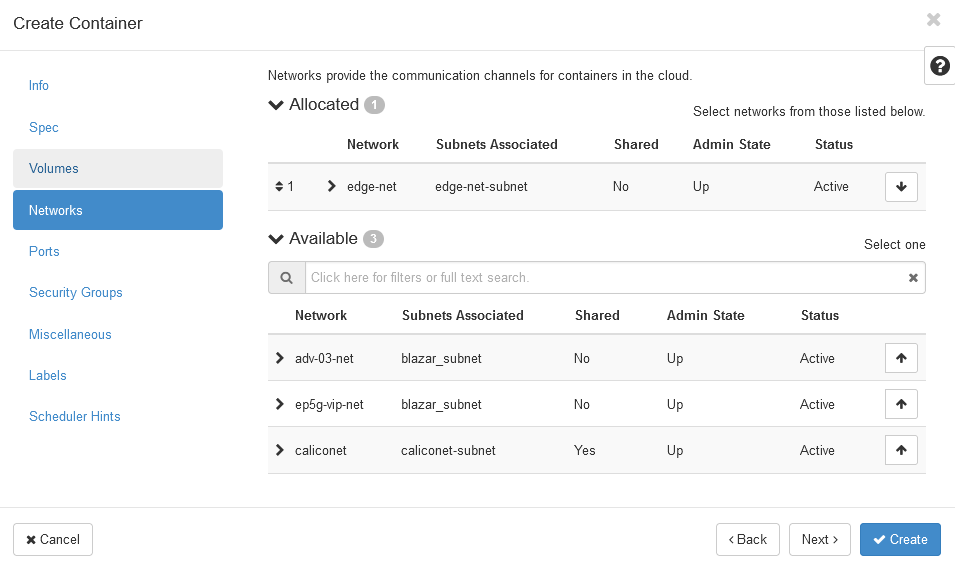 Create Container
Info
Spec
Volumes
Networks
Ports
Security Groups
Miscellaneous
Labels
Scheduler Hints
Networks provide the communication channels for containers in the cloud.
Allocated 1
Select networks from those listed below.
Network Subnets Associated Shared Admin State Status
1 edge-net edge-net-subnet No Up Active
Available 3
Select one
Click here for filters or full text search.
Network Subnets Associated Shared Admin State Status
adv-03-net blazar_subnet No Up Active
ep5g-vip-net blazar_subnet No Up Active
caliconet caliconet-subnet Yes Up Active
Cancel
Back
Next
Create